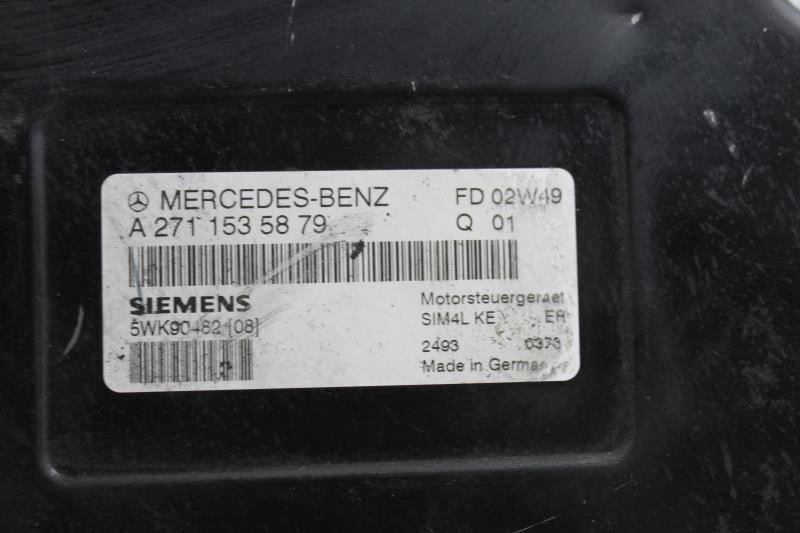 MERCEDES-BENZ FD 02W49
A 271 153 58 79 Q 01
SIEMENS Motorsteuergeraet
5WK90482 [08] SIM4L KE ER
2493 0373
Made in Germany